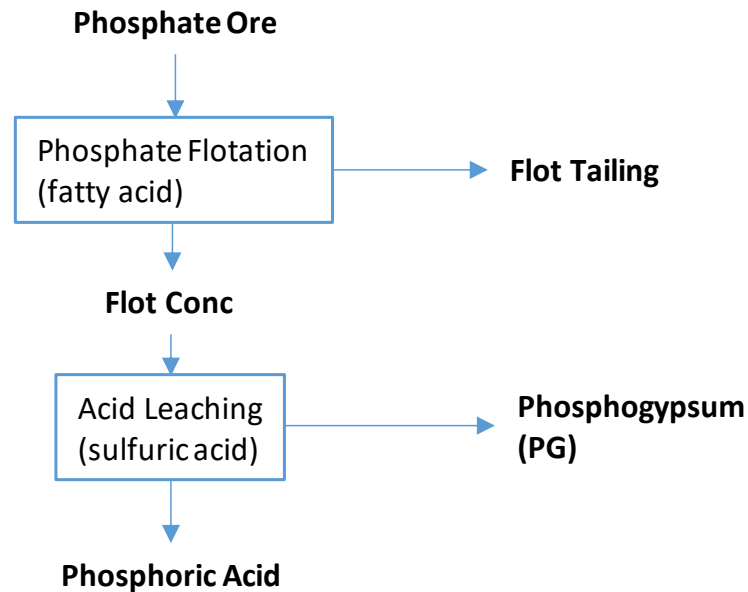 Phosphate Ore
Phosphate Flotation
(fatty acid)
Flot Tailing
Flot Conc
Acid Leaching
(sulfuric acid)
Phosphogypsum
(PG)
Phosphoric Acid